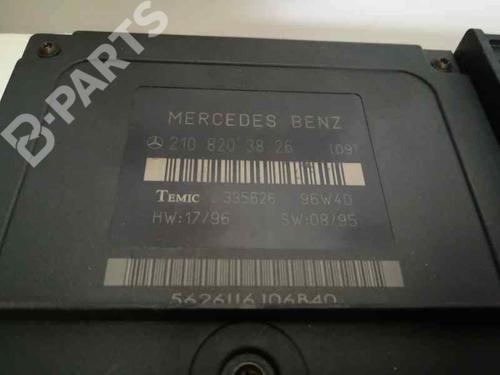 B-PARTS
MERCEDES BENZ
210 820 38 26 (09)
TEMIC 335626 96W40
HW:17/96 SW:08/95
5626116J06B40